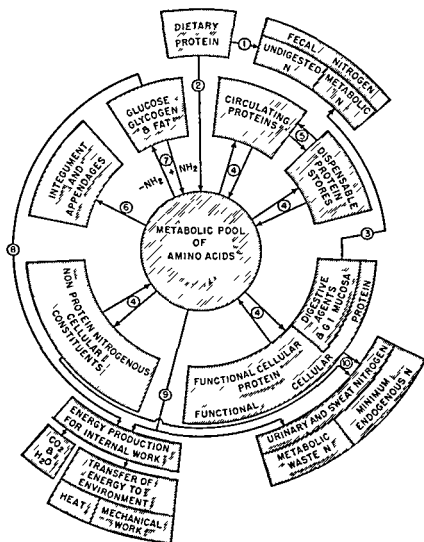 DIETARY
PROTEIN
1
FECAL NITROGEN
UNDIGESTED
N
METABOLIC
N
2
GLUCOSE
GLYCOGEN
& FAT
CIRCULATING
PROTEINS
5
DISPENSABLE
PROTEIN
STORES
INTEGUMENT
AND
APPENDAGES
7
-NH₂
+ NH₂
4
4
6
3
8
METABOLIC POOL
OF
AMINO ACIDS
NON PROTEIN NITROGENOUS
CELLULAR
CONSTITUENTS
4
4
DIGESTIVE
AGENTS
& G I MUCOSA
PROTEIN
FUNCTIONAL CELLULAR
PROTEIN
FUNCTIONAL CELLULAR
9
10
URINARY AND SWEAT NITROGEN
METABOLIC
WASTE N
MINIMUM
ENDOGENOUS N
ENERGY PRODUCTION
FOR INTERNAL WORK
CO₂
&
H₂O
TRANSFER OF
ENERGY TO
ENVIRONMENT
HEAT
MECHANICAL
WORK